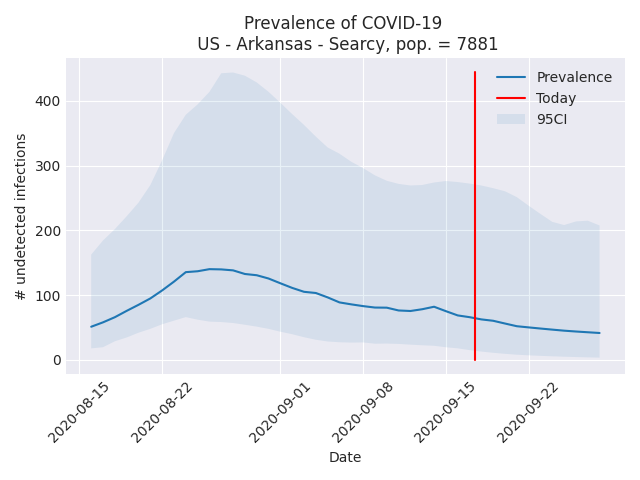 Prevalence of COVID-19
US - Arkansas - Searcy, pop. = 7881
Prevalence
Today
95CI
# undetected infections
400
300
200
100
0
2020-08-15
2020-08-22
2020-09-01
2020-09-08
2020-09-15
2020-09-22
Date